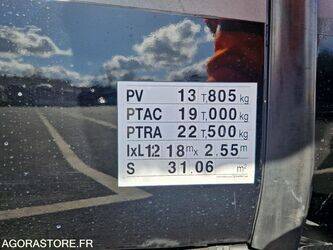 PV 13 T,805 kg
PTAC 19 T,000 kg
PTRA 22 T,500 kg
lxL 12 18 m x 2.55 m
S 31.06 m²
AGORASTORE.FR